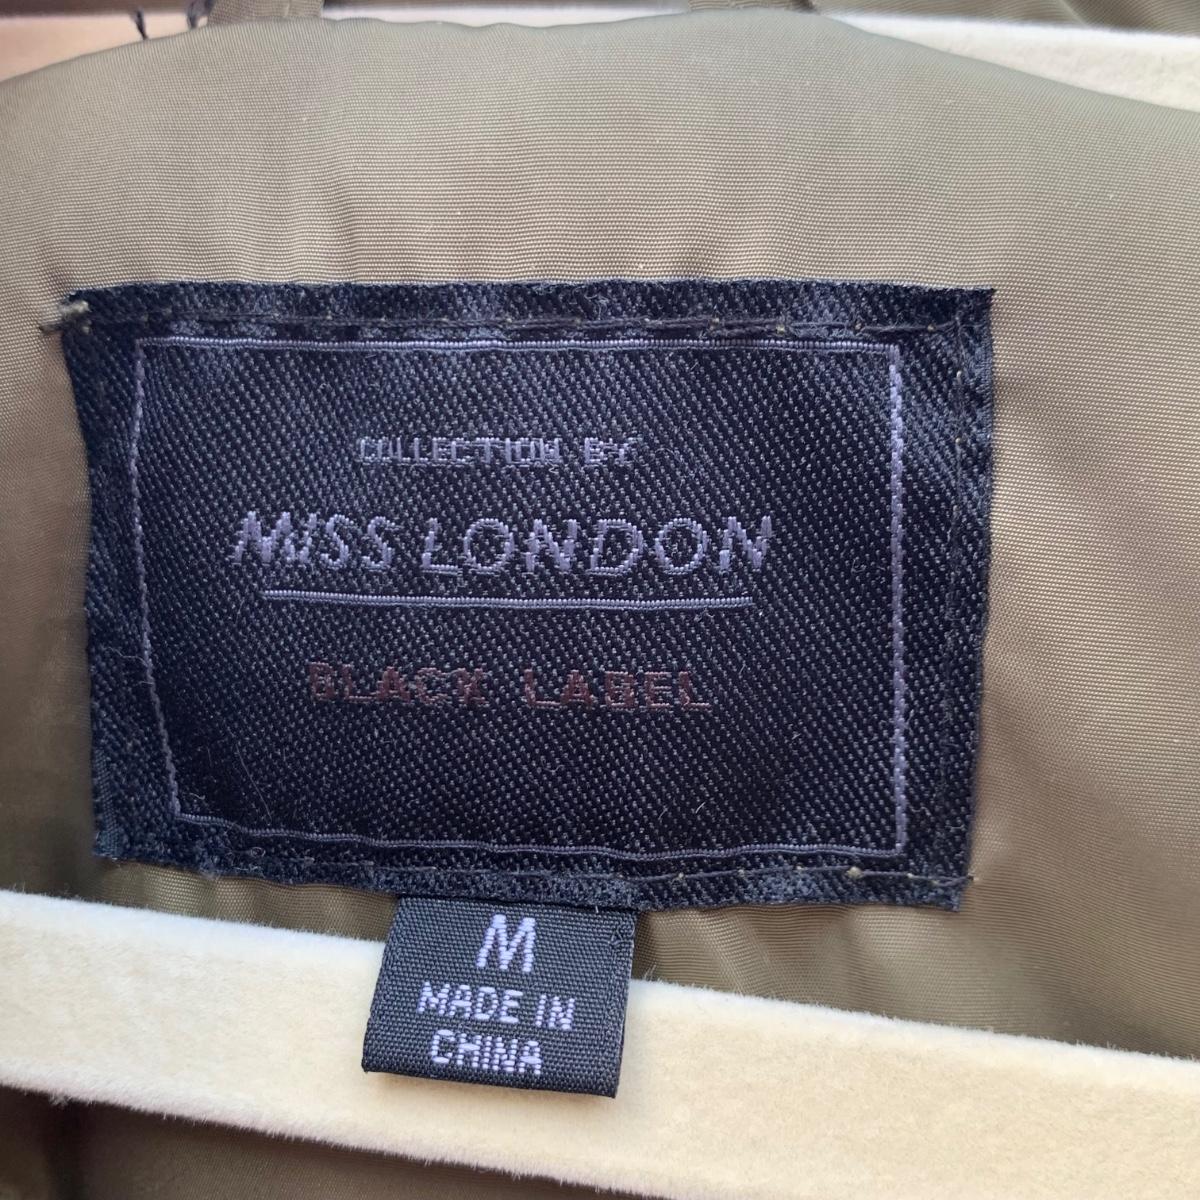 COLLECTION BY
MISS LONDON
BLACK LABEL
M
MADE IN
CHINA